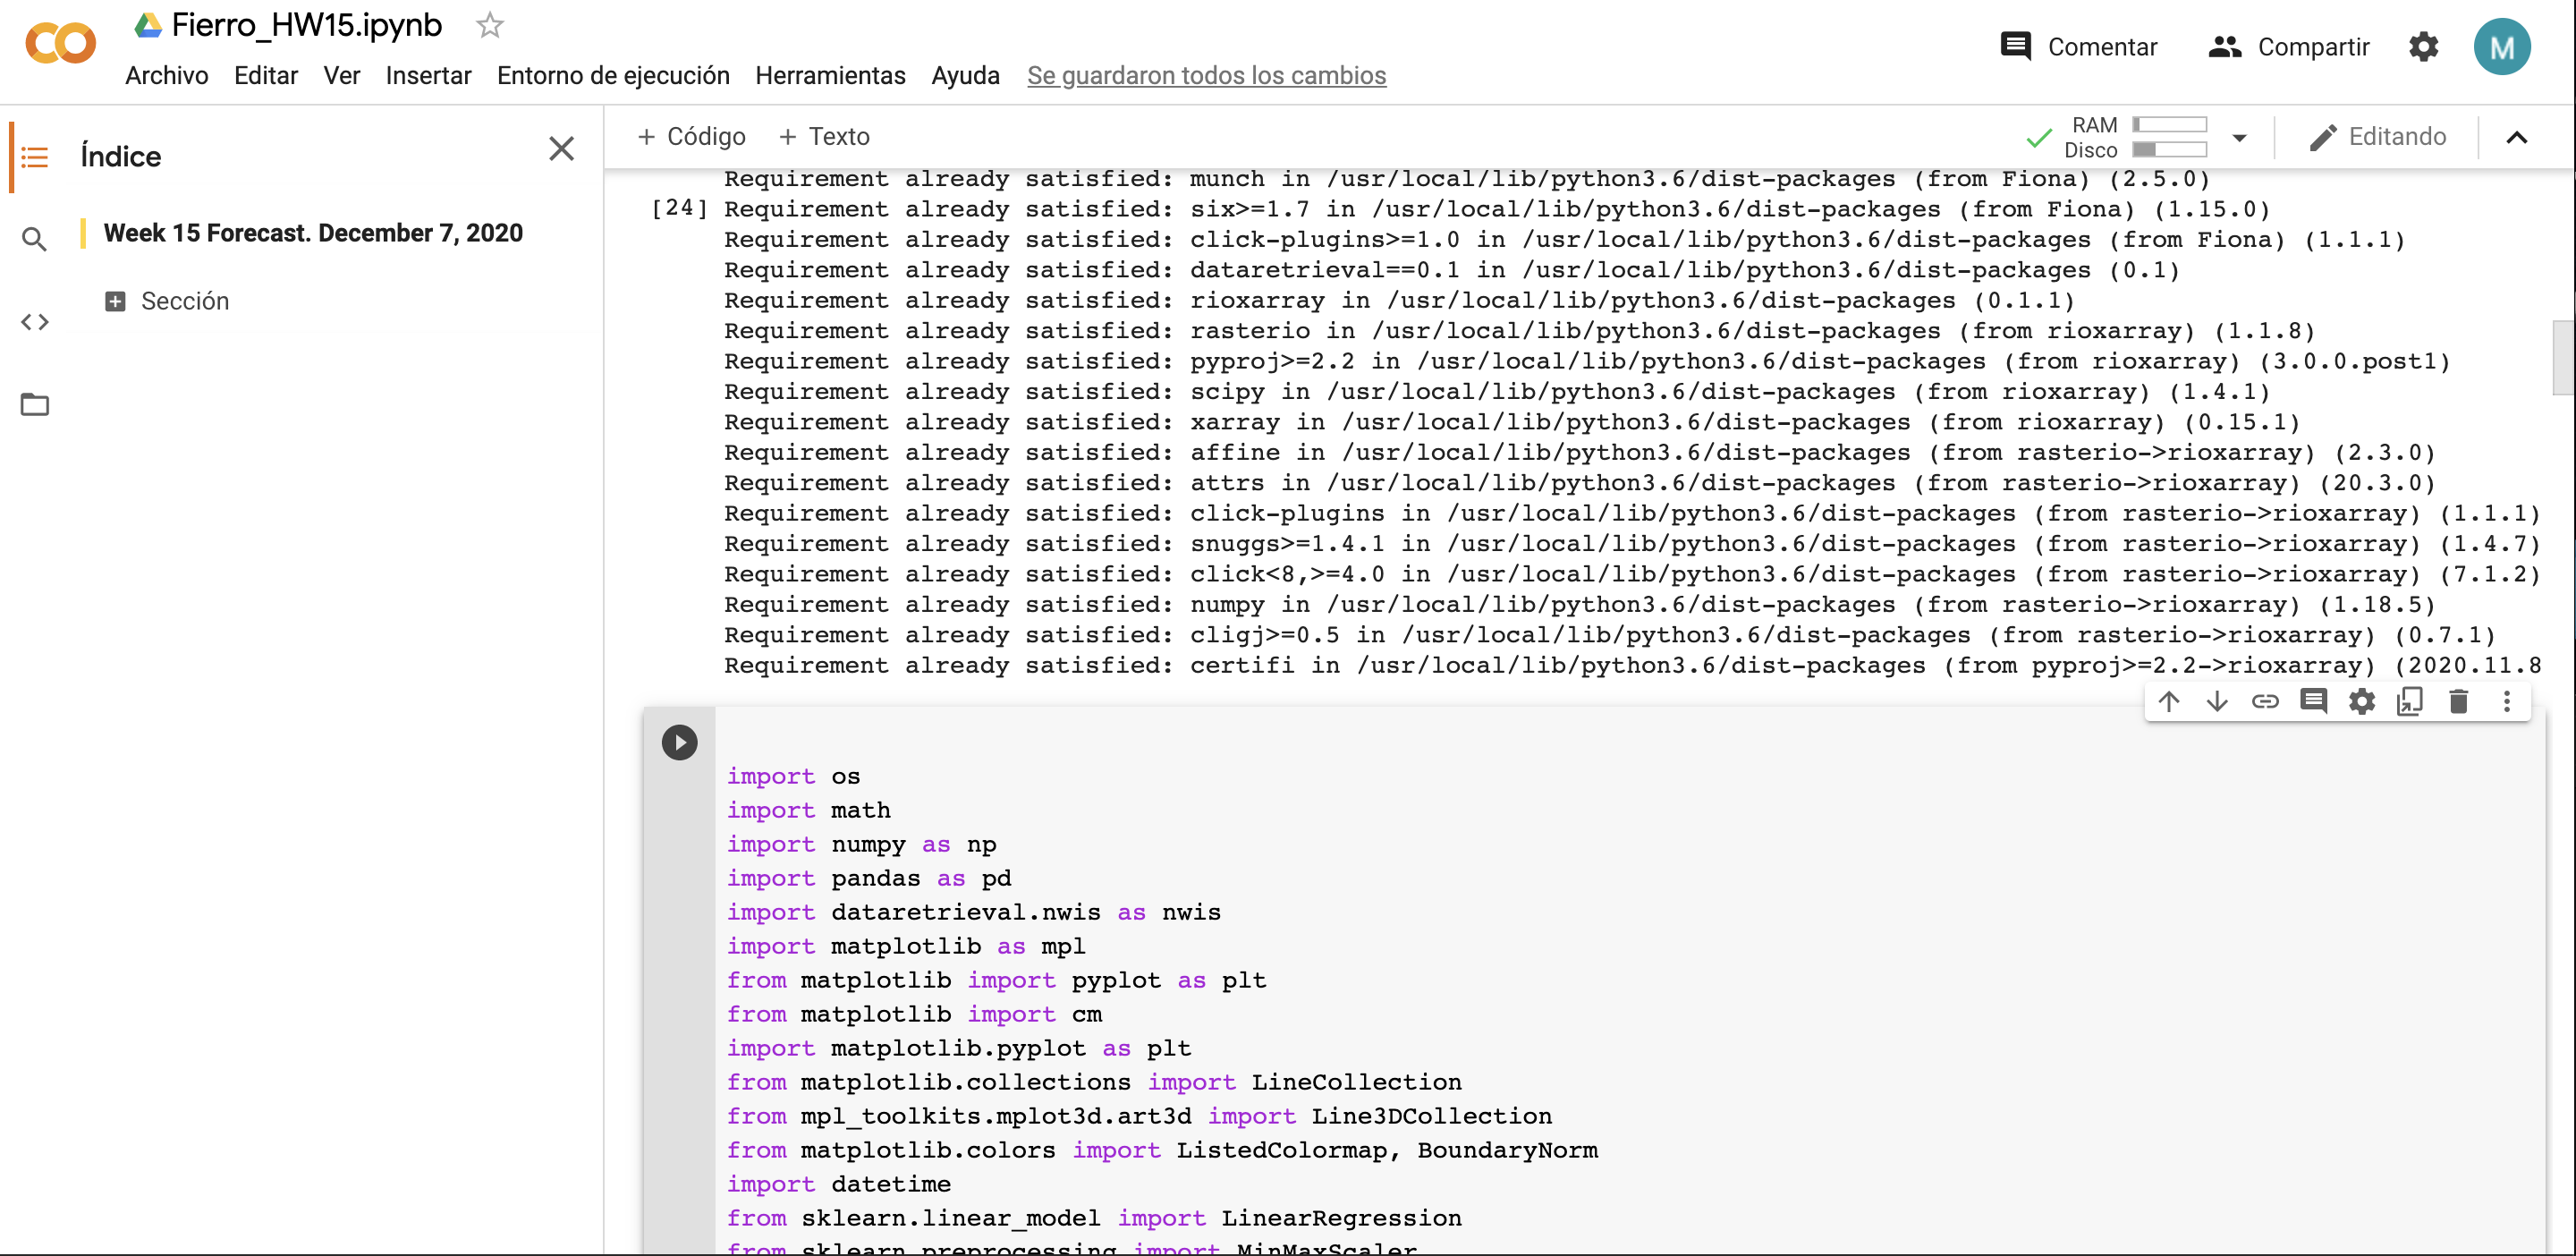 Fierro_HW15.ipynb
Archivo Editar Ver Insertar Entorno de ejecución Herramientas Ayuda Se guardaron todos los cambios
Comentar Compartir M
Índice
Week 15 Forecast. December 7, 2020
Sección
+ Código + Texto
RAM
Disco
Editando
Requirement already satisfied: munch in /usr/local/lib/python3.6/dist-packages (from Fiona) (2.5.0)
[24] Requirement already satisfied: six>=1.7 in /usr/local/lib/python3.6/dist-packages (from Fiona) (1.15.0)
Requirement already satisfied: click-plugins>=1.0 in /usr/local/lib/python3.6/dist-packages (from Fiona) (1.1.1)
Requirement already satisfied: dataretrieval==0.1 in /usr/local/lib/python3.6/dist-packages (0.1)
Requirement already satisfied: rioxarray in /usr/local/lib/python3.6/dist-packages (0.1.1)
Requirement already satisfied: rasterio in /usr/local/lib/python3.6/dist-packages (from rioxarray) (1.1.8)
Requirement already satisfied: pyproj>=2.2 in /usr/local/lib/python3.6/dist-packages (from rioxarray) (3.0.0.post1)
Requirement already satisfied: scipy in /usr/local/lib/python3.6/dist-packages (from rioxarray) (1.4.1)
Requirement already satisfied: xarray in /usr/local/lib/python3.6/dist-packages (from rioxarray) (0.15.1)
Requirement already satisfied: affine in /usr/local/lib/python3.6/dist-packages (from rasterio->rioxarray) (2.3.0)
Requirement already satisfied: attrs in /usr/local/lib/python3.6/dist-packages (from rasterio->rioxarray) (20.3.0)
Requirement already satisfied: click-plugins in /usr/local/lib/python3.6/dist-packages (from rasterio->rioxarray) (1.1.1)
Requirement already satisfied: snuggs>=1.4.1 in /usr/local/lib/python3.6/dist-packages (from rasterio->rioxarray) (1.4.7)
Requirement already satisfied: click<8,>=4.0 in /usr/local/lib/python3.6/dist-packages (from rasterio->rioxarray) (7.1.2)
Requirement already satisfied: numpy in /usr/local/lib/python3.6/dist-packages (from rasterio->rioxarray) (1.18.5)
Requirement already satisfied: cligj>=0.5 in /usr/local/lib/python3.6/dist-packages (from rasterio->rioxarray) (0.7.1)
Requirement already satisfied: certifi in /usr/local/lib/python3.6/dist-packages (from pyproj>=2.2->rioxarray) (2020.11.8
import os
import math
import numpy as np
import pandas as pd
import dataretrieval.nwis as nwis
import matplotlib as mpl
from matplotlib import pyplot as plt
from matplotlib import cm
import matplotlib.pyplot as plt
from matplotlib.collections import LineCollection
from mpl_toolkits.mplot3d.art3d import Line3DCollection
from matplotlib.colors import ListedColormap, BoundaryNorm
import datetime
from sklearn.linear_model import LinearRegression
from sklearn.preprocessing import MinMaxScaler